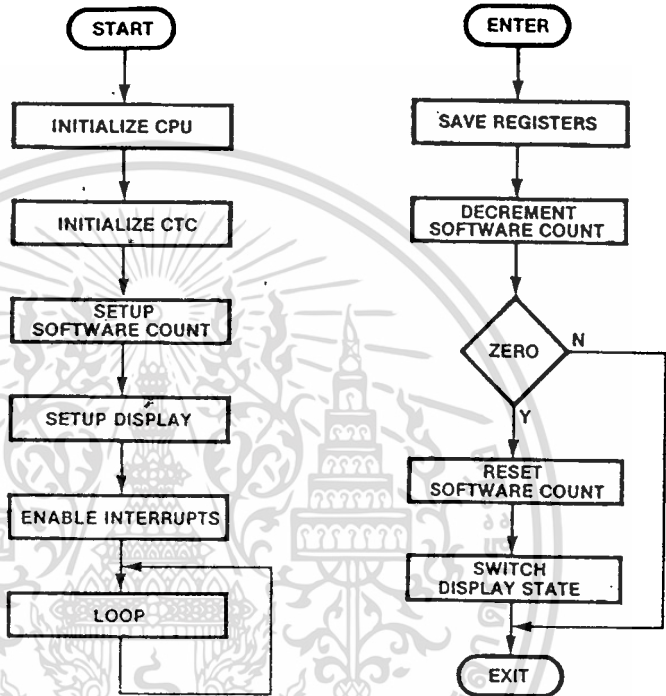 START
INITIALIZE CPU
INITIALIZE CTC
SETUP
SOFTWARE COUNT
SETUP DISPLAY
ENABLE INTERRUPTS
LOOP
ENTER
SAVE REGISTERS
DECREMENT
SOFTWARE COUNT
ZERO
N
Y
RESET
SOFTWARE COUNT
SWITCH
DISPLAY STATE
EXIT